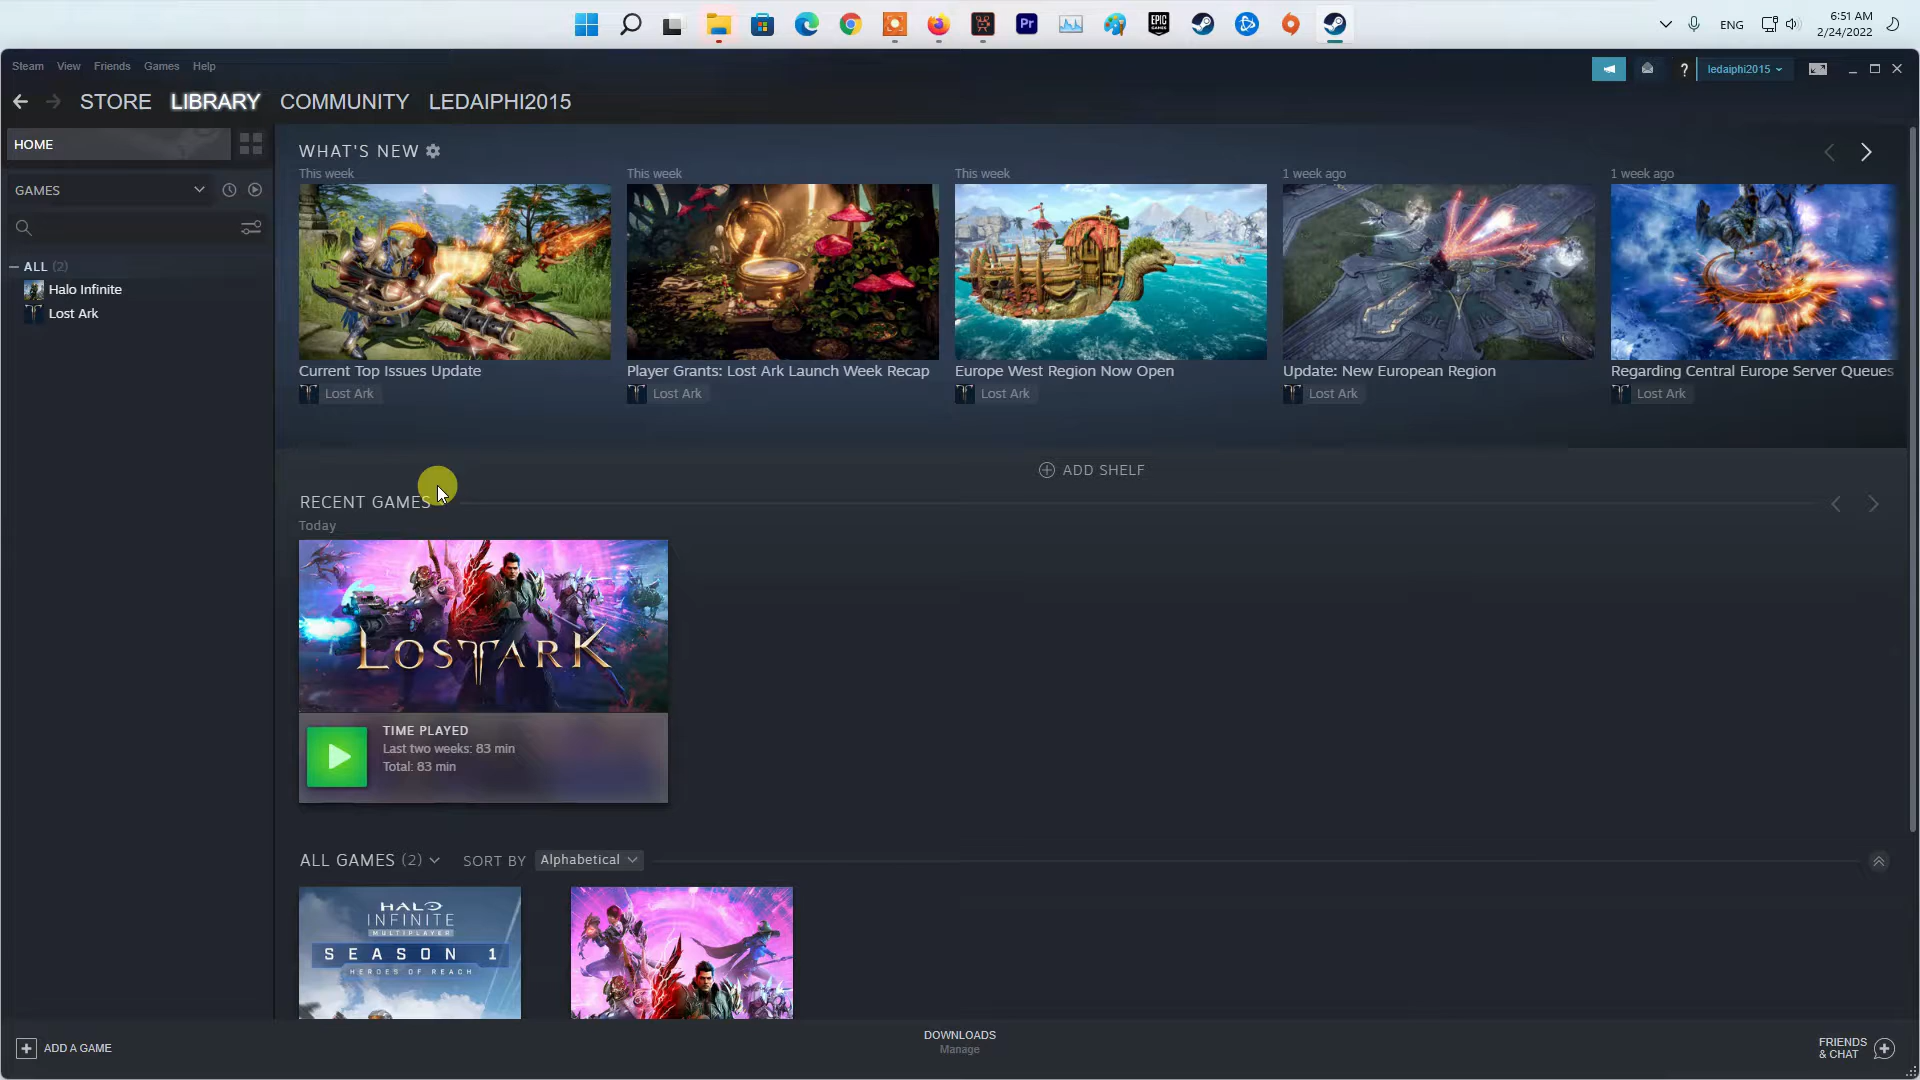 Pr
EPIC
GAMES
ENG
6:51 AM
2/24/2022
Steam View Friends Games Help
? ledaiphi2015
STORE LIBRARY COMMUNITY LEDAIPHI2015
HOME
GAMES
ALL (2)
Halo Infinite
Lost Ark
WHAT'S NEW
This week
This week
This week
1 week ago
1 week ago
Current Top Issues Update
Player Grants: Lost Ark Launch Week Recap
Europe West Region Now Open
Update: New European Region
Regarding Central Europe Server Queues
Lost Ark
Lost Ark
Lost Ark
Lost Ark
Lost Ark
ADD SHELF
RECENT GAMES
Today
LOST ARK
TIME PLAYED
Last two weeks: 83 min
Total: 83 min
ALL GAMES (2) SORT BY Alphabetical
HALO
INFINITE
MULTIPLAYER
SEASON 1
HEROES OF REACH
ADD A GAME
DOWNLOADS
Manage
FRIENDS
& CHAT